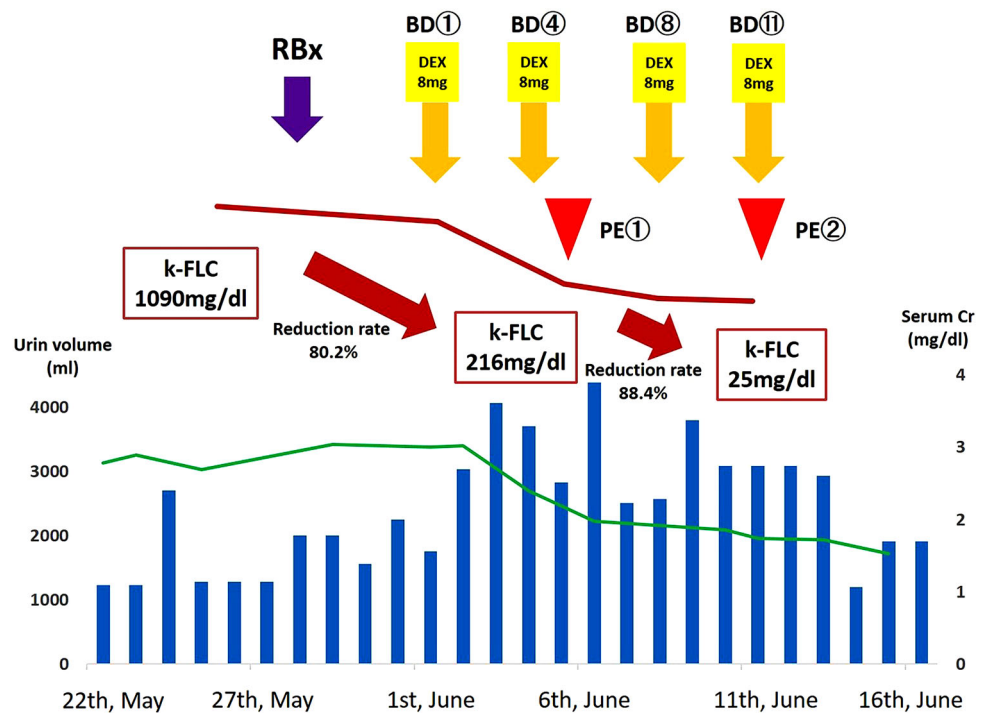 RBx
BD①
BD④
BD⑧
BD⑪
DEX
8mg
DEX
8mg
DEX
8mg
DEX
8mg
PE①
PE②
k-FLC
1090mg/dl
Reduction rate
80.2%
k-FLC
216mg/dl
Reduction rate
88.4%
k-FLC
25mg/dl
Urin volume
(ml)
Serum Cr
(mg/dl)
4000
3000
2000
1000
0
4
3
2
1
0
22th, May
27th, May
1st, June
6th, June
11th, June
16th, June